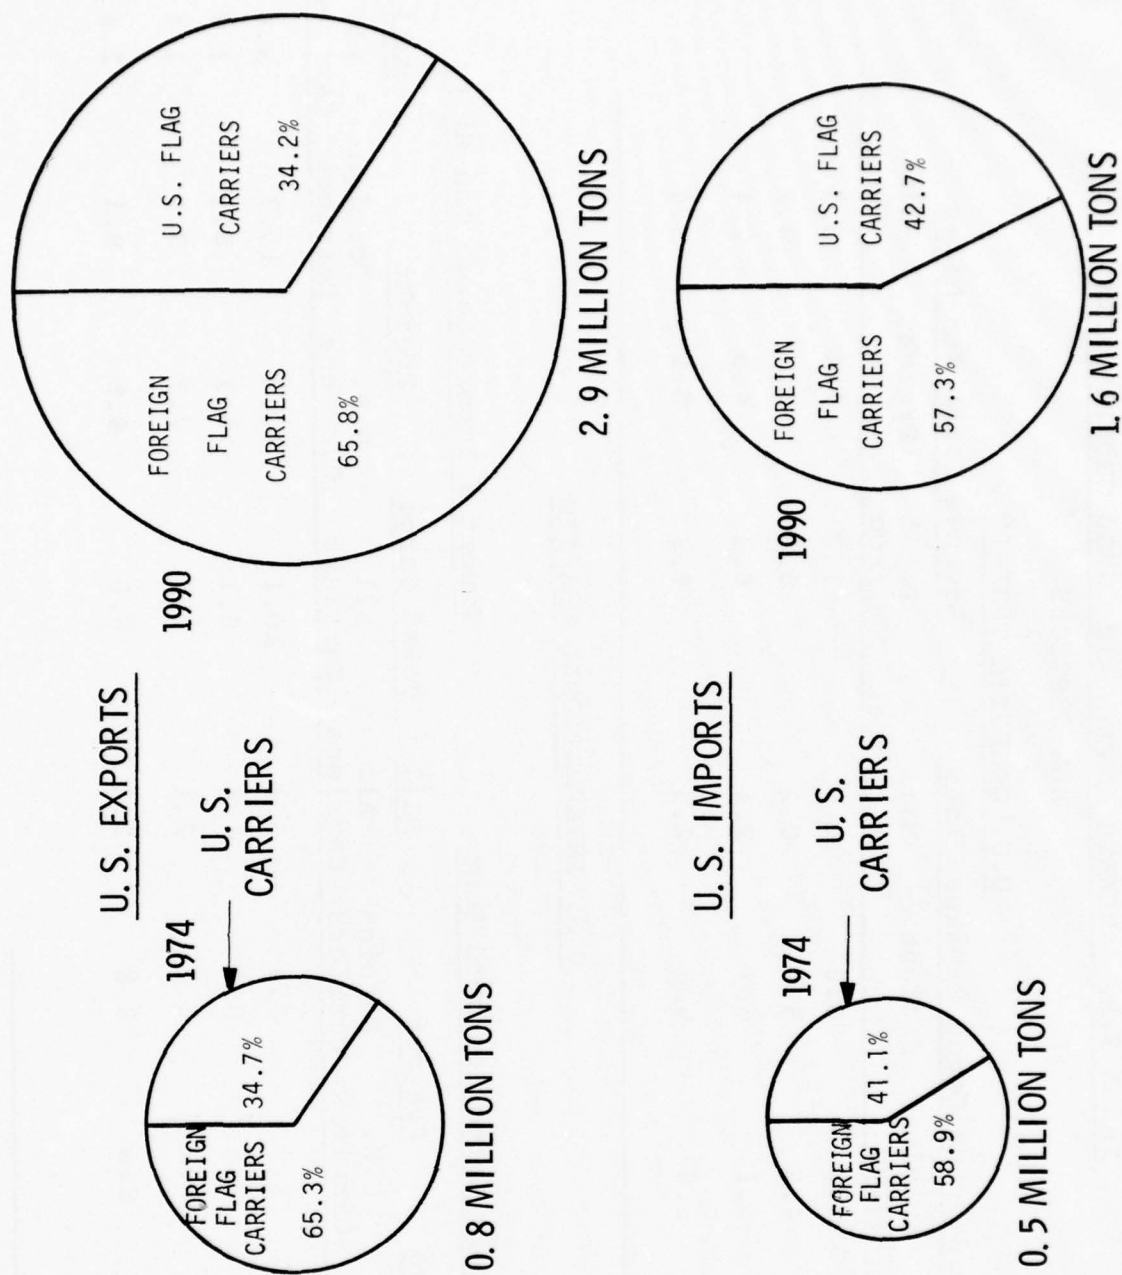 U.S. EXPORTS
1974
U.S.
CARRIERS
FOREIGN
FLAG
CARRIERS
65.3%
34.7%
0.8 MILLION TONS
1990
FOREIGN
FLAG
CARRIERS
65.8%
U.S. FLAG
CARRIERS
34.2%
2.9 MILLION TONS
U.S. IMPORTS
1974
U.S.
CARRIERS
FOREIGN
FLAG
CARRIERS
58.9%
41.1%
0.5 MILLION TONS
1990
FOREIGN
FLAG
CARRIERS
57.3%
U.S. FLAG
CARRIERS
42.7%
1.6 MILLION TONS